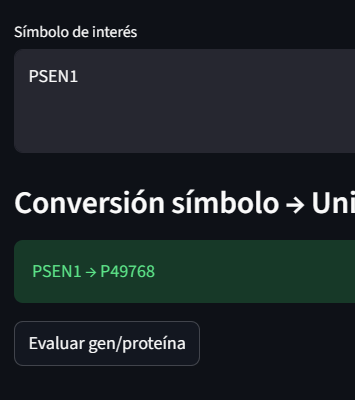 Símbolo de interés
PSEN1
Conversión símbolo → Uni
PSEN1 → P49768
Evaluar gen/proteína